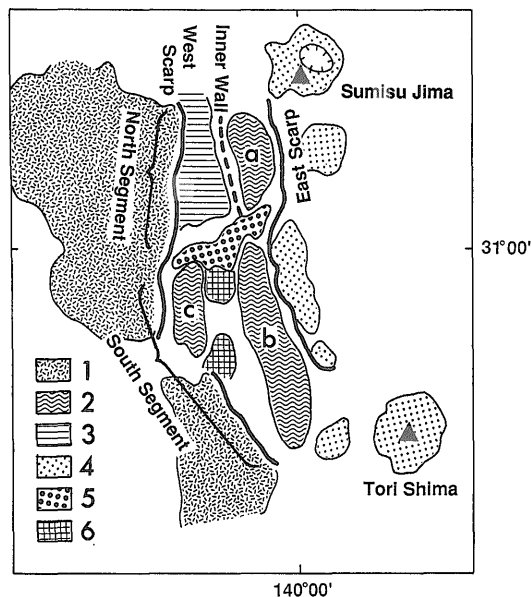 West Scarp
Inner Wall
Sumisu Jima
North Segment
a
East Scarp
31°00'
c
b
South Segment
1
2
3
4
5
6
Tori Shima
140°00'